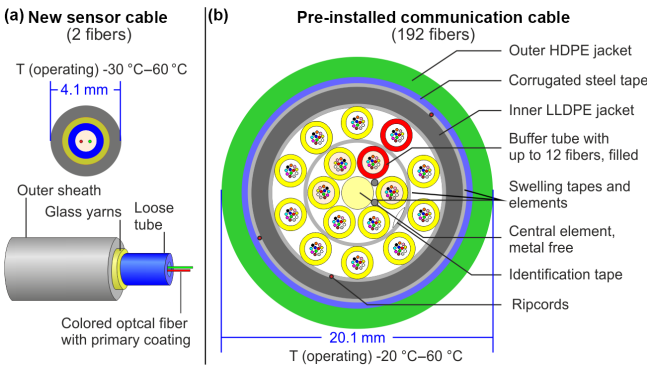 (a) New sensor cable
(2 fibers)
T (operating) -30 °C–60 °C
4.1 mm
Outer sheath
Glass yarns
Loose
tube
Colored optcal fiber
with primary coating
(b) Pre-installed communication cable
(192 fibers)
Outer HDPE jacket
Corrugated steel tape
Inner LLDPE jacket
Buffer tube with
up to 12 fibers, filled
Swelling tapes and
elements
Central element,
metal free
Identification tape
Ripcords
20.1 mm
T (operating) -20 °C–60 °C